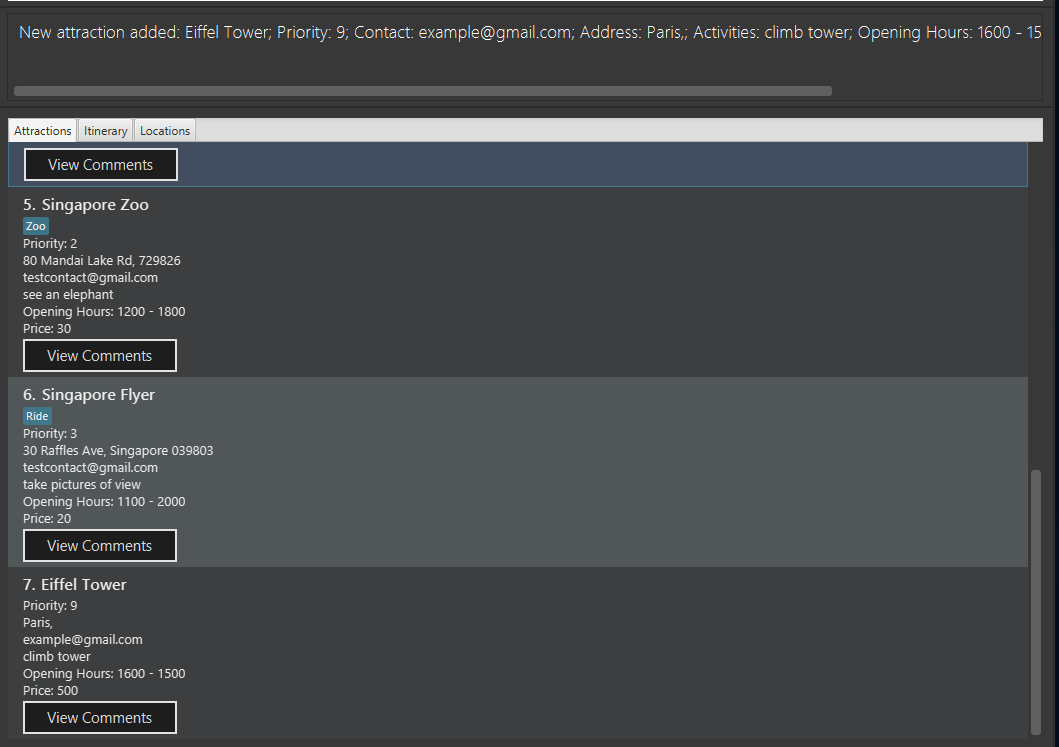 New attraction added: Eiffel Tower; Priority: 9; Contact: example@gmail.com; Address: Paris,; Activities: climb tower; Opening Hours: 1600 - 15
Attractions
Itinerary
Locations
View Comments
5. Singapore Zoo
Zoo
Priority: 2
80 Mandai Lake Rd, 729826
testcontact@gmail.com
see an elephant
Opening Hours: 1200 - 1800
Price: 30
View Comments
6. Singapore Flyer
Ride
Priority: 3
30 Raffles Ave, Singapore 039803
testcontact@gmail.com
take pictures of view
Opening Hours: 1100 - 2000
Price: 20
View Comments
7. Eiffel Tower
Priority: 9
Paris,
example@gmail.com
climb tower
Opening Hours: 1600 - 1500
Price: 500
View Comments